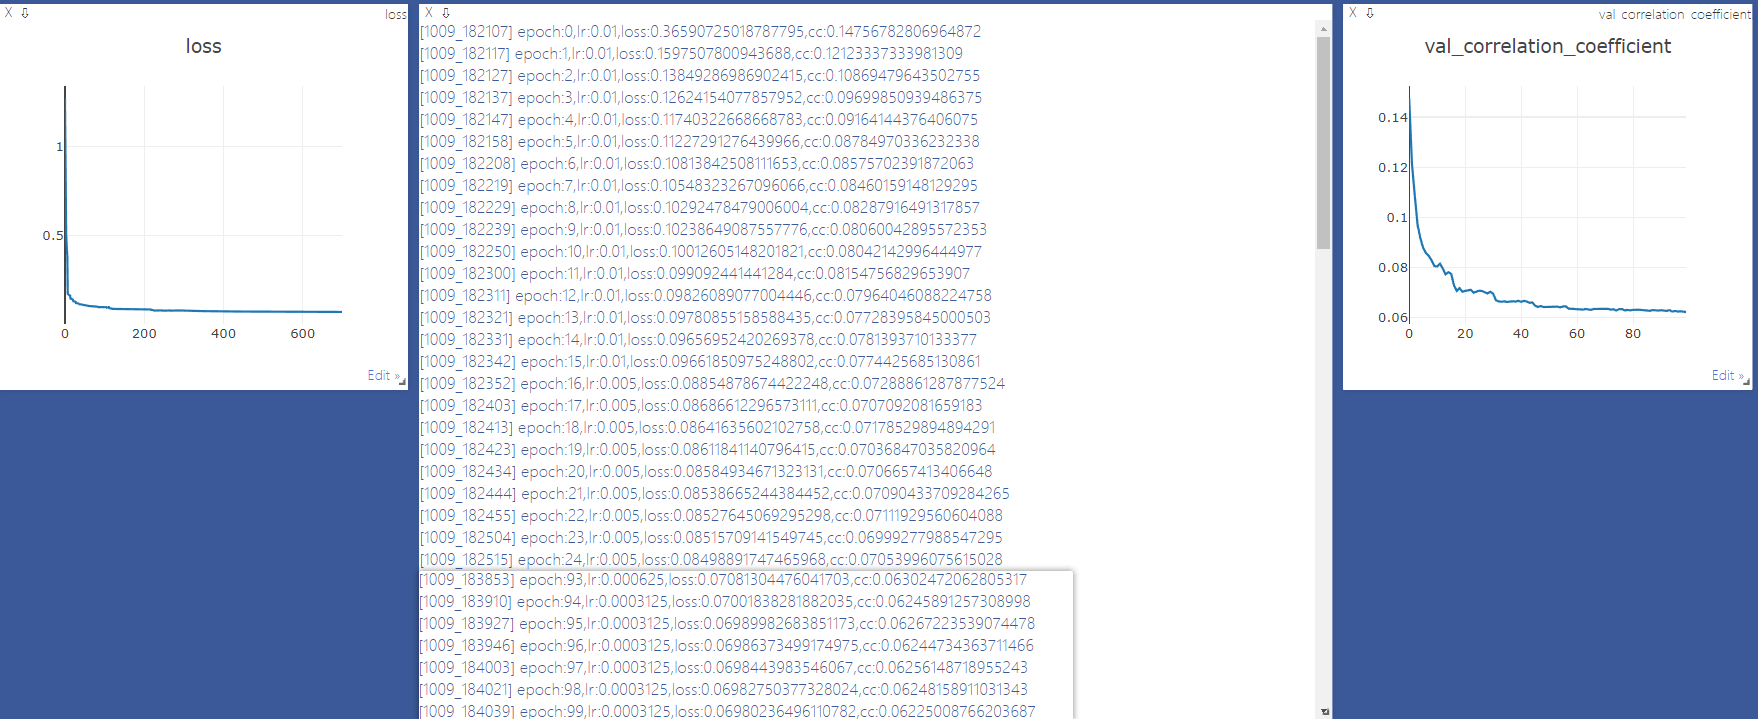 X ⇩ loss
loss
1
0.5
0 200 400 600
Edit »
X ⇩
[1009_182107] epoch:0,lr:0.01,loss:0.36590725018787795,cc:0.14756782806964872
[1009_182117] epoch:1,lr:0.01,loss:0.1597507800943688,cc:0.12123337333981309
[1009_182127] epoch:2,lr:0.01,loss:0.13849286986902415,cc:0.10869479643502755
[1009_182137] epoch:3,lr:0.01,loss:0.12624154077857952,cc:0.09699850939486375
[1009_182147] epoch:4,lr:0.01,loss:0.11740322668668783,cc:0.09164144376406075
[1009_182158] epoch:5,lr:0.01,loss:0.11227291276439966,cc:0.08784970336232338
[1009_182208] epoch:6,lr:0.01,loss:0.10813842508111653,cc:0.08575702391872063
[1009_182219] epoch:7,lr:0.01,loss:0.10548323267096066,cc:0.08460159148129295
[1009_182229] epoch:8,lr:0.01,loss:0.10292478479006004,cc:0.08287916491317857
[1009_182239] epoch:9,lr:0.01,loss:0.10238649087557776,cc:0.08060042895572353
[1009_182250] epoch:10,lr:0.01,loss:0.10012605148201821,cc:0.08042142996444977
[1009_182300] epoch:11,lr:0.01,loss:0.099092441441284,cc:0.08154756829653907
[1009_182311] epoch:12,lr:0.01,loss:0.09826089077004446,cc:0.07964046088224758
[1009_182321] epoch:13,lr:0.01,loss:0.09780855158588435,cc:0.07728395845000503
[1009_182331] epoch:14,lr:0.01,loss:0.09656952420269378,cc:0.0781393710133377
[1009_182342] epoch:15,lr:0.01,loss:0.09661850975248802,cc:0.0774425685130861
[1009_182352] epoch:16,lr:0.005,loss:0.08854878674422248,cc:0.07288861287877524
[1009_182403] epoch:17,lr:0.005,loss:0.08686612296573111,cc:0.0707092081659183
[1009_182413] epoch:18,lr:0.005,loss:0.08641635602102758,cc:0.07178529894894291
[1009_182423] epoch:19,lr:0.005,loss:0.08611841140796415,cc:0.07036847035820964
[1009_182434] epoch:20,lr:0.005,loss:0.08584934671323131,cc:0.0706657413406648
[1009_182444] epoch:21,lr:0.005,loss:0.08538665244384452,cc:0.07090433709284265
[1009_182455] epoch:22,lr:0.005,loss:0.08527645069295298,cc:0.07111929560604088
[1009_182504] epoch:23,lr:0.005,loss:0.08515709141549745,cc:0.06999277988547295
[1009_182515] epoch:24,lr:0.005,loss:0.08498891747465968,cc:0.07053996075615028
[1009_183853] epoch:93,lr:0.000625,loss:0.07081304476041703,cc:0.06302472062805317
[1009_183910] epoch:94,lr:0.0003125,loss:0.07001838281882035,cc:0.06245891257308998
[1009_183927] epoch:95,lr:0.0003125,loss:0.06989982683851173,cc:0.06267223539074478
[1009_183946] epoch:96,lr:0.0003125,loss:0.06986373499174975,cc:0.06244734363711466
[1009_184003] epoch:97,lr:0.0003125,loss:0.0698443983546067,cc:0.06256148718955243
[1009_184021] epoch:98,lr:0.0003125,loss:0.06982750377328024,cc:0.06248158911031343
[1009_184039] epoch:99,lr:0.0003125,loss:0.06980236496110782,cc:0.06225008766203687
X ⇩ val_correlation_coefficient
val_correlation_coefficient
0.14
0.12
0.1
0.08
0.06
0 20 40 60 80
Edit »